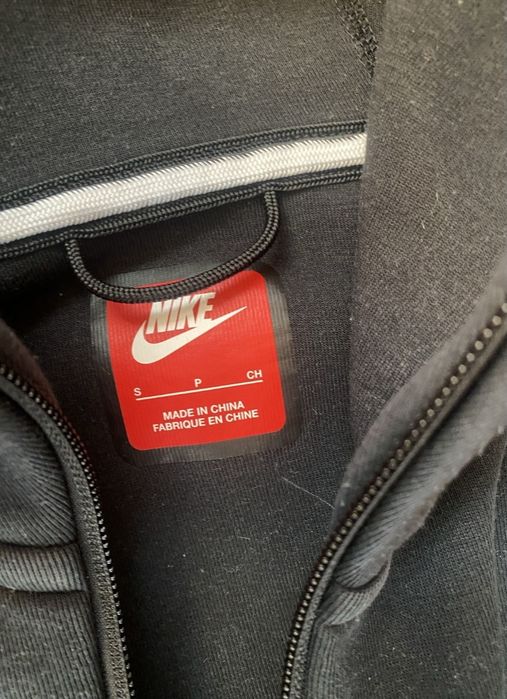 NIKE
S P CH
MADE IN CHINA
FABRIQUE EN CHINE